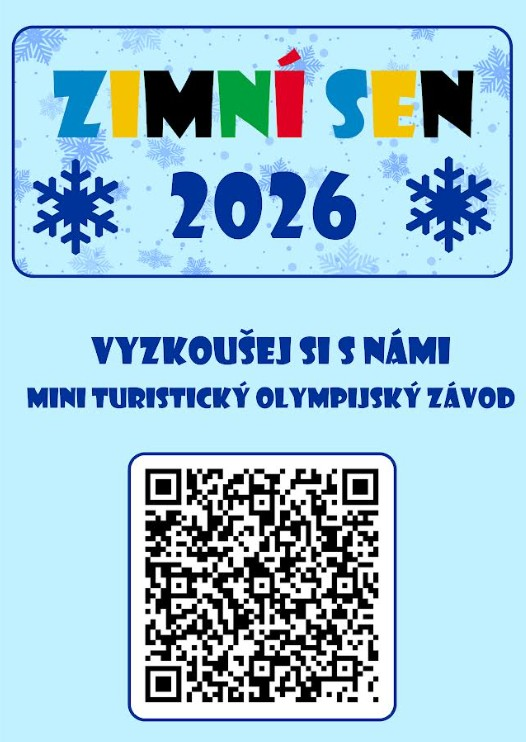 ZIMNÍ SEN
2026
VYZKOUŠEJ SI S NÁMI
MINI TURISTICKÝ OLYMPIJSKÝ ZÁVOD